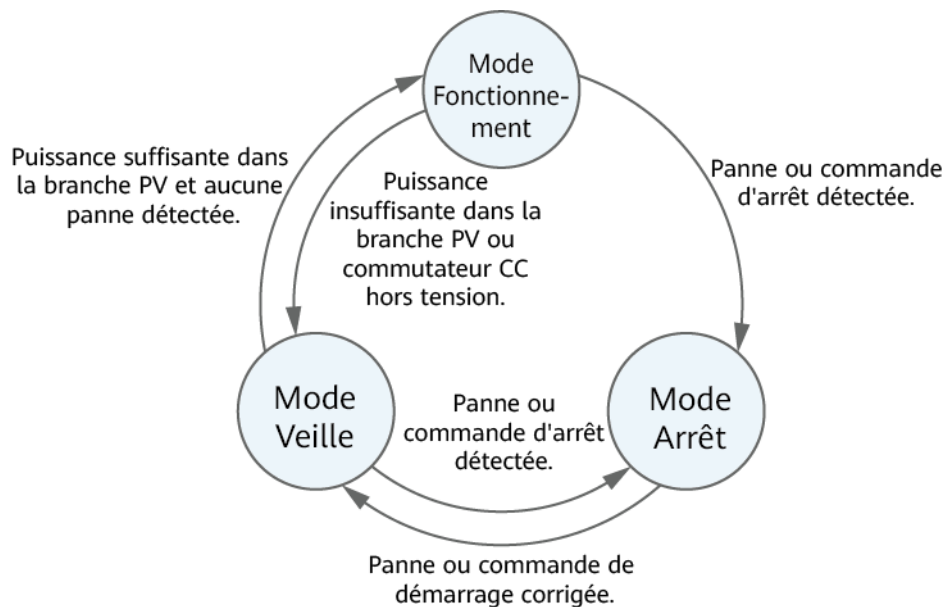 Mode
Fonctionne-
ment
Puissance suffisante dans
la branche PV et aucune
panne détectée.
Puissance
insuffisante dans la
branche PV ou
commutateur CC
hors tension.
Panne ou commande
d'arrêt détectée.
Mode
Veille
Panne ou
commande d'arrêt
détectée.
Mode
Arrêt
Panne ou commande de
démarrage corrigée.